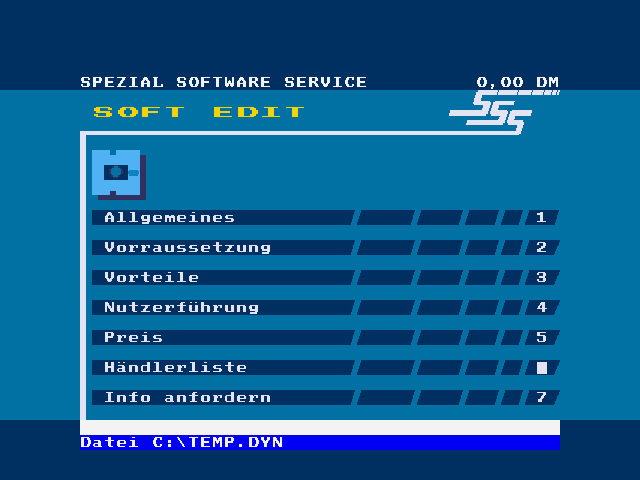 SPEZIAL SOFTWARE SERVICE 0,00 DM
SOFT EDIT SSS
Allgemeines 1
Vorraussetzung 2
Vorteile 3
Nutzerführung 4
Preis 5
Händlerliste
Info anfordern 7
Datei C:\TEMP.DYN